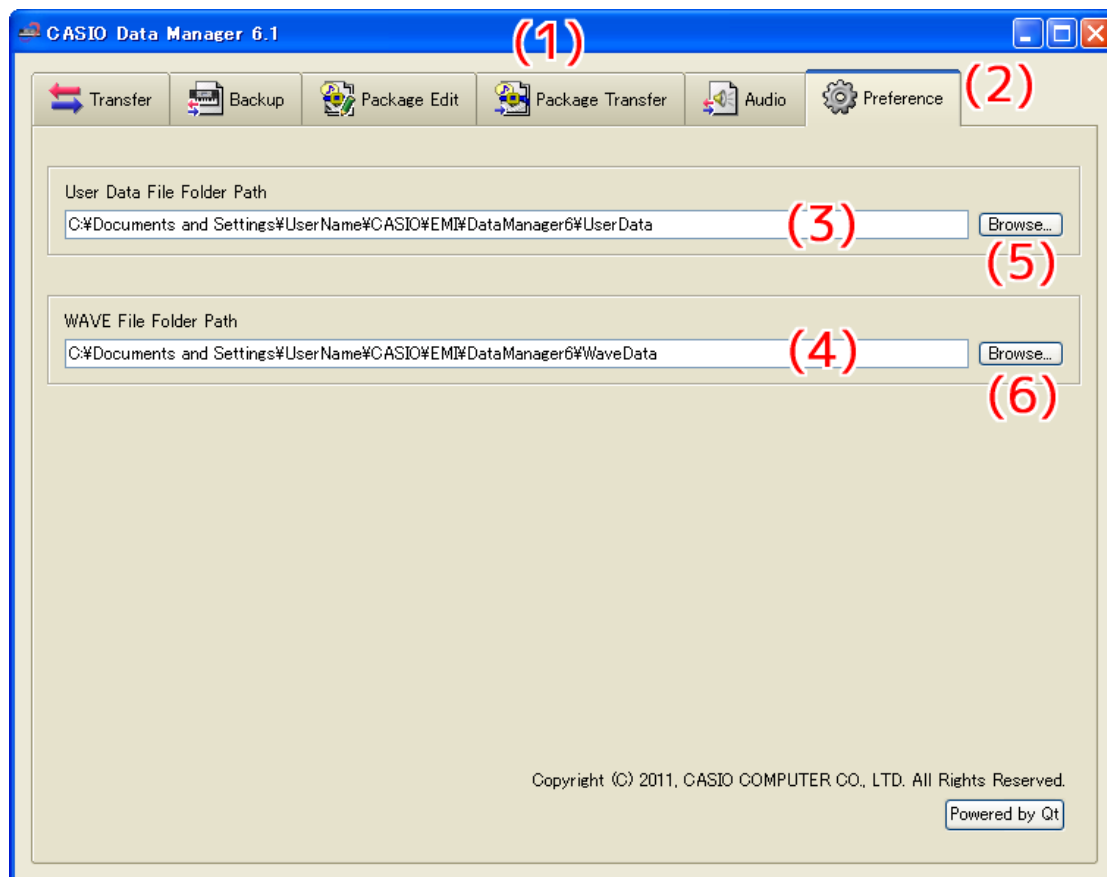 CASIO Data Manager 6.1
(1)
Transfer Backup Package Edit Package Transfer Audio Preference
(2)
User Data File Folder Path
C:¥Documents and Settings¥UserName¥CASIO¥EMI¥DataManager6¥UserData
(3)
Browse...
(5)
WAVE File Folder Path
C:¥Documents and Settings¥UserName¥CASIO¥EMI¥DataManager6¥WaveData
(4)
Browse...
(6)
Copyright (C) 2011, CASIO COMPUTER CO., LTD. All Rights Reserved.
Powered by Qt